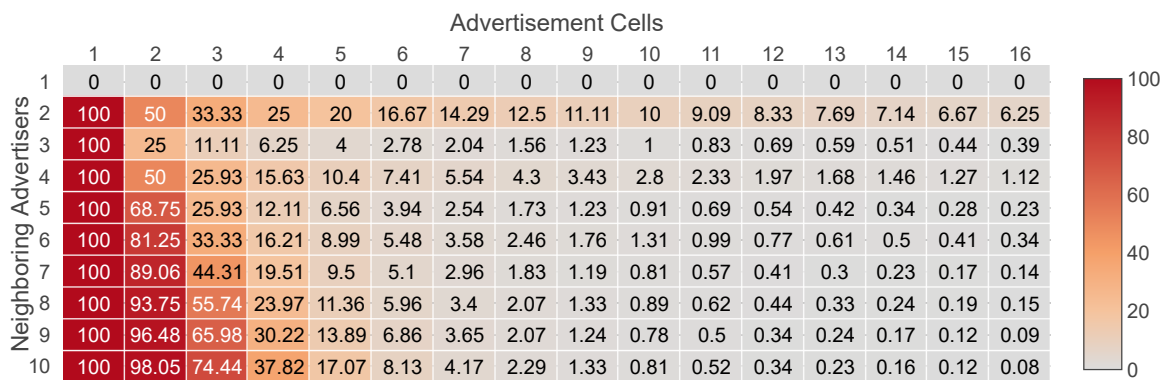 Advertisement Cells
1 2 3 4 5 6 7 8 9 10 11 12 13 14 15 16
Neighboring Advertisers
1 0 0 0 0 0 0 0 0 0 0 0 0 0 0 0 0
2 100 50 33.33 25 20 16.67 14.29 12.5 11.11 10 9.09 8.33 7.69 7.14 6.67 6.25
3 100 25 11.11 6.25 4 2.78 2.04 1.56 1.23 1 0.83 0.69 0.59 0.51 0.44 0.39
4 100 50 25.93 15.63 10.4 7.41 5.54 4.3 3.43 2.8 2.33 1.97 1.68 1.46 1.27 1.12
5 100 68.75 25.93 12.11 6.56 3.94 2.54 1.73 1.23 0.91 0.69 0.54 0.42 0.34 0.28 0.23
6 100 81.25 33.33 16.21 8.99 5.48 3.58 2.46 1.76 1.31 0.99 0.77 0.61 0.5 0.41 0.34
7 100 89.06 44.31 19.51 9.5 5.1 2.96 1.83 1.19 0.81 0.57 0.41 0.3 0.23 0.17 0.14
8 100 93.75 55.74 23.97 11.36 5.96 3.4 2.07 1.33 0.89 0.62 0.44 0.33 0.24 0.19 0.15
9 100 96.48 65.98 30.22 13.89 6.86 3.65 2.07 1.24 0.78 0.5 0.34 0.24 0.17 0.12 0.09
10 100 98.05 74.44 37.82 17.07 8.13 4.17 2.29 1.33 0.81 0.52 0.34 0.23 0.16 0.12 0.08
100
80
60
40
20
0